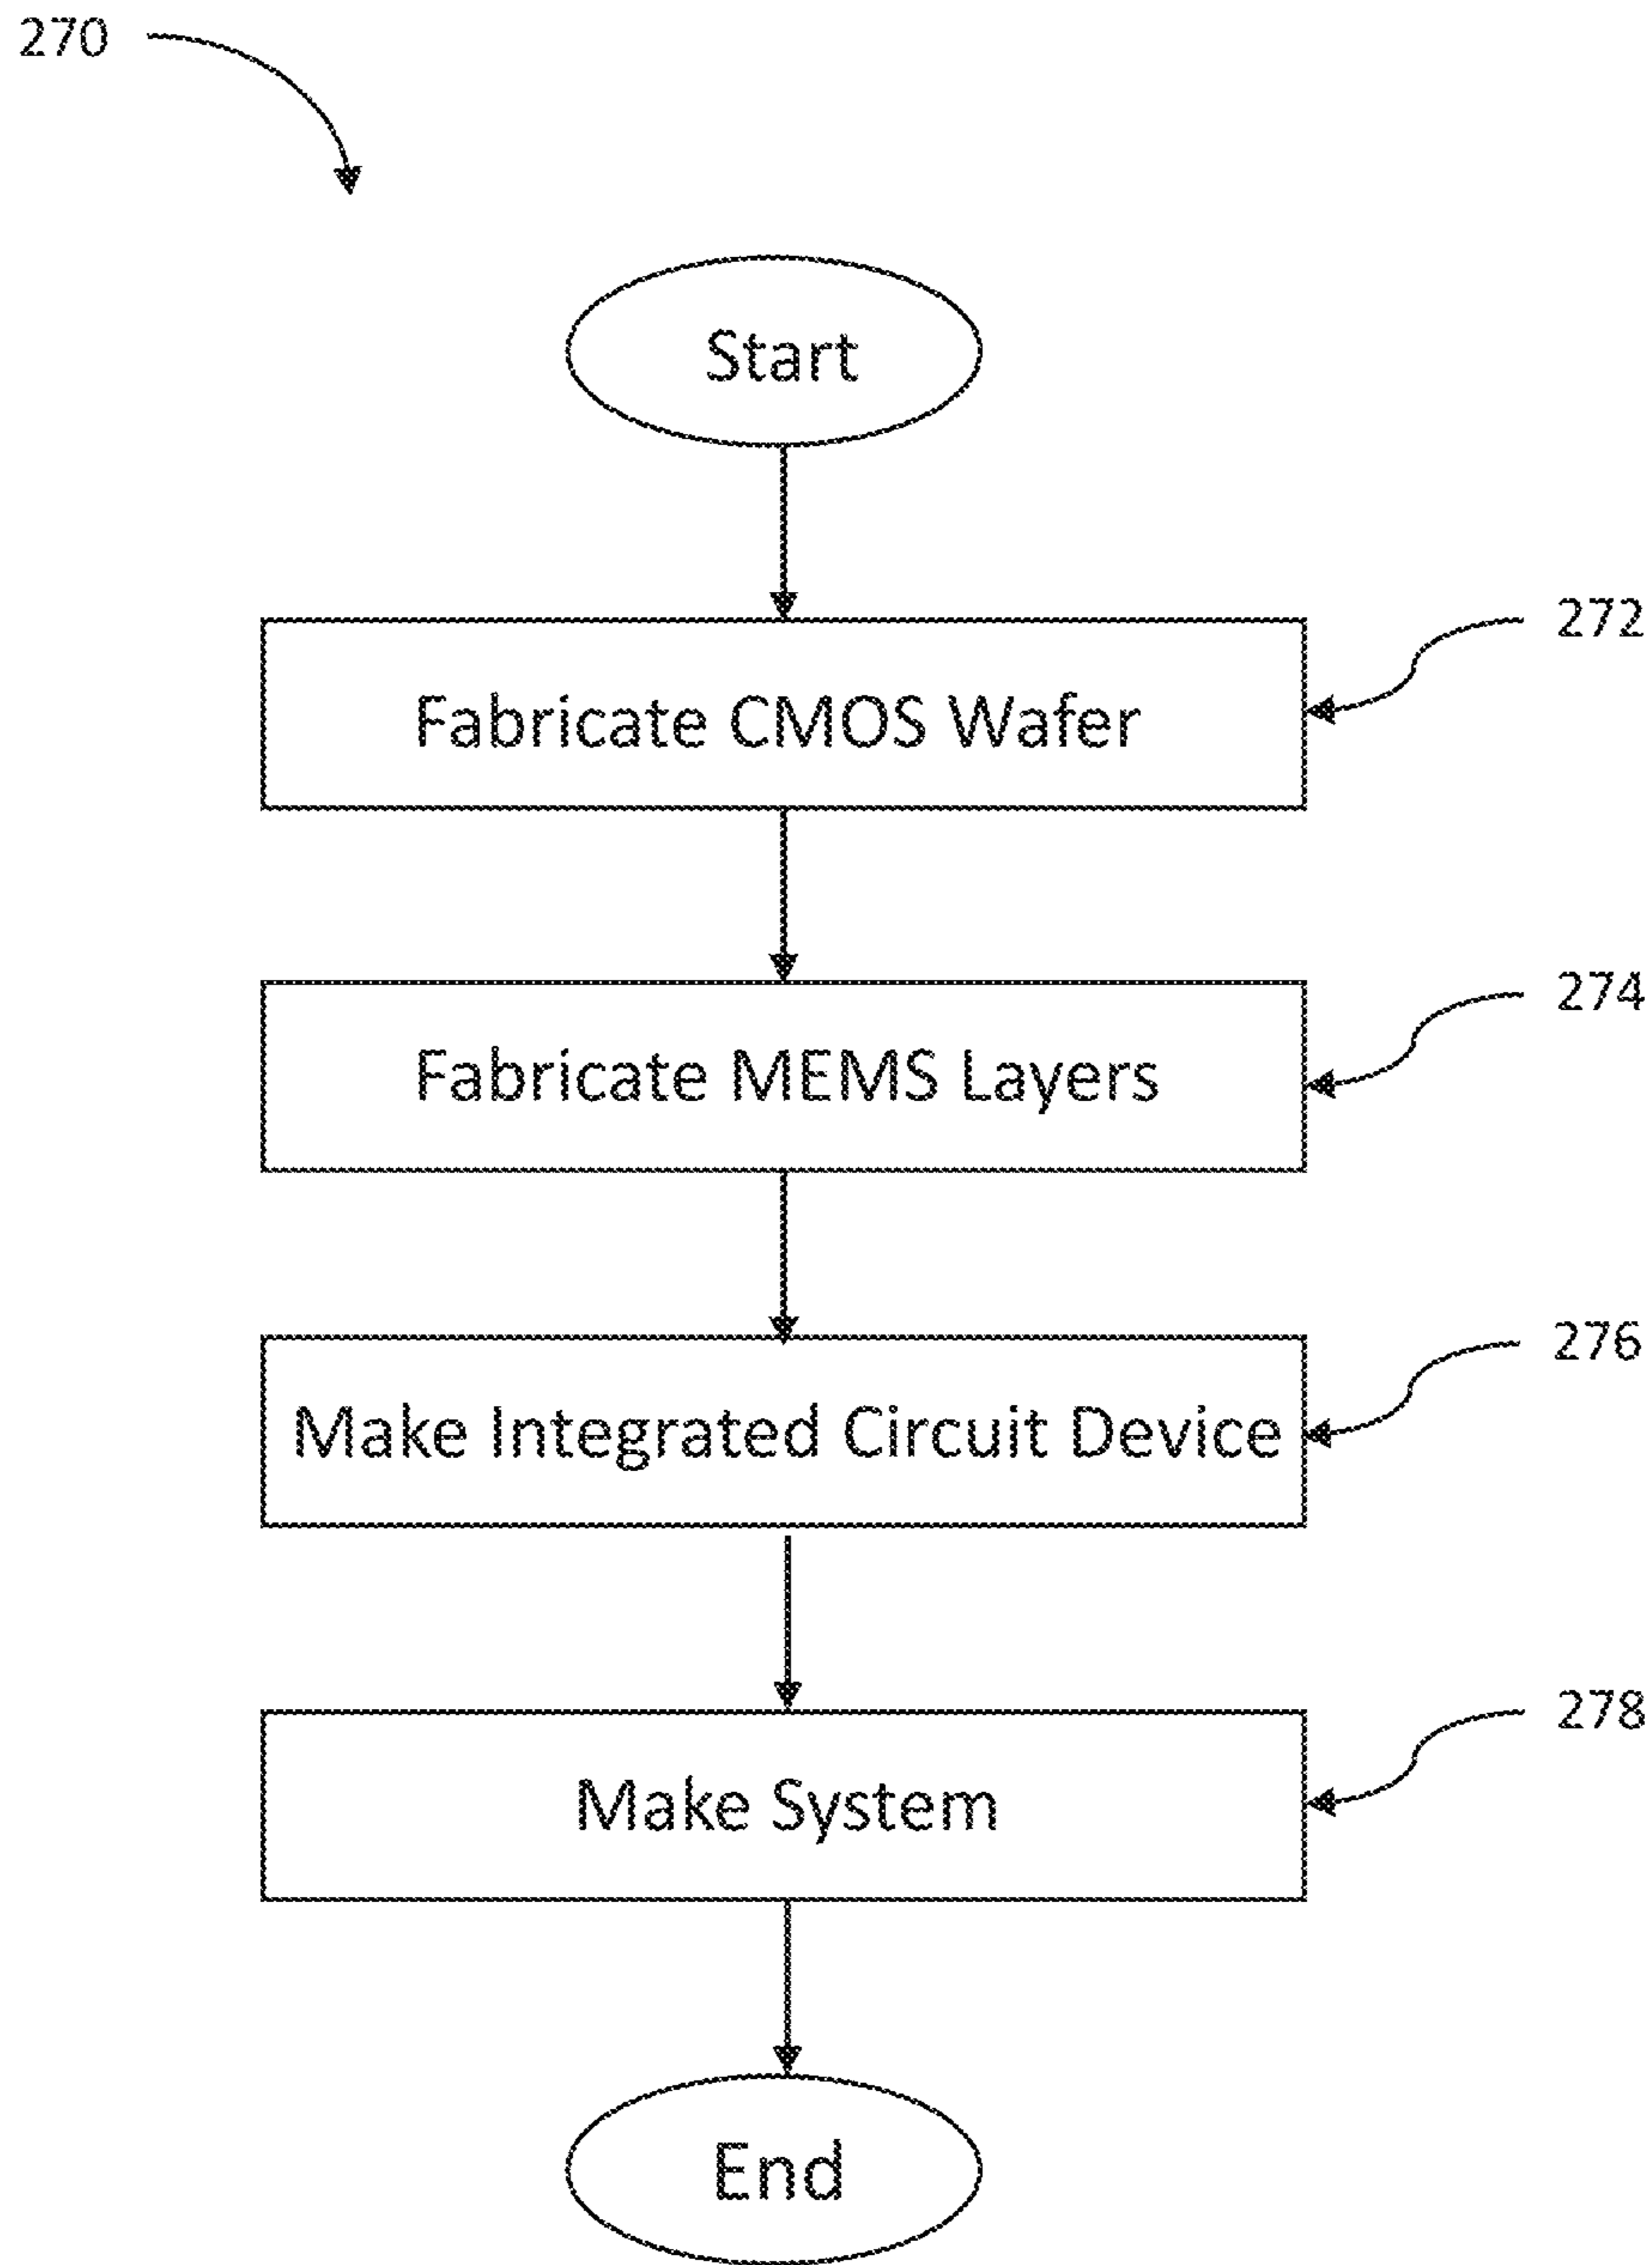 270
Start
272
Fabricate CMOS Wafer
274
Fabricate MEMS Layers
276
Make Integrated Circuit Device
278
Make System
End